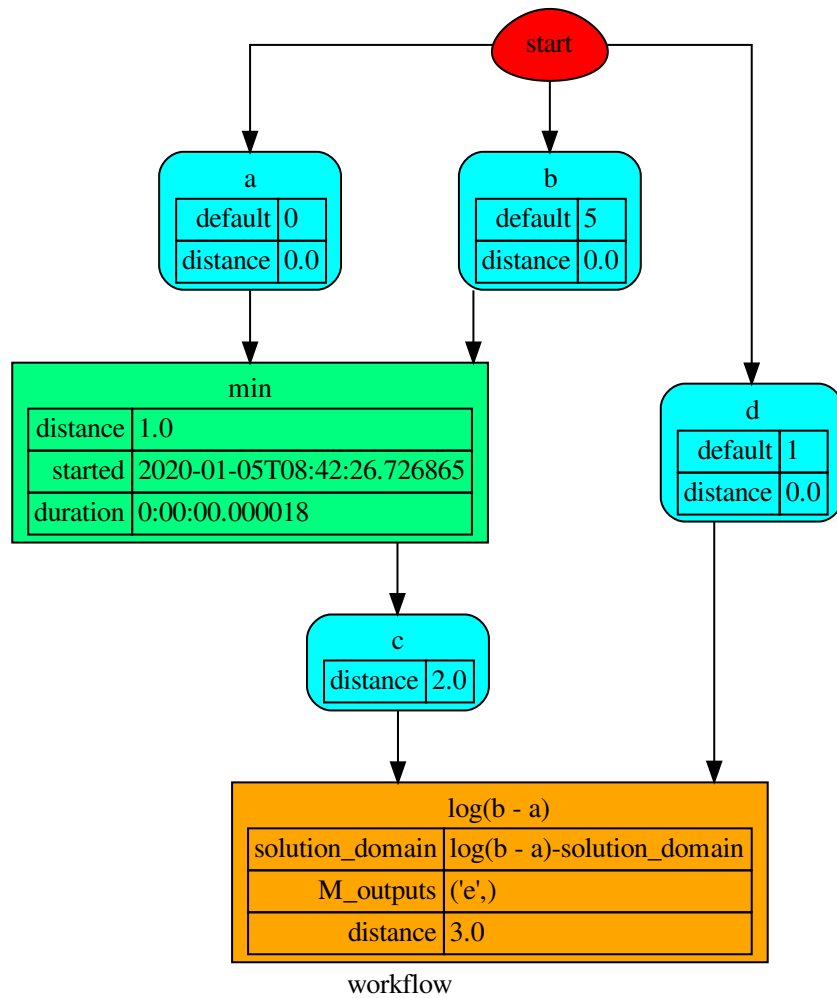 start
a
default 0
distance 0.0
b
default 5
distance 0.0
min
distance 1.0
started 2020-01-05T08:42:26.726865
duration 0:00:00.000018
d
default 1
distance 0.0
c
distance 2.0
log(b - a)
solution_domain log(b - a)-solution_domain
M_outputs ('e',)
distance 3.0
workflow